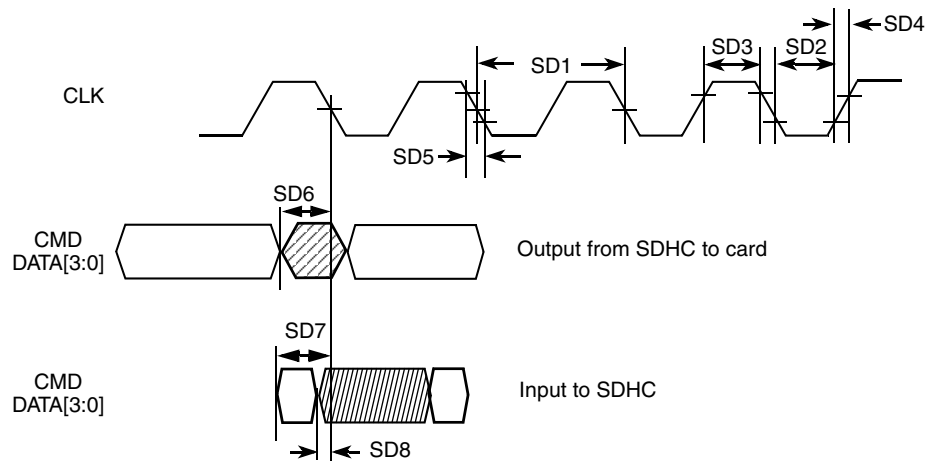 SD4
SD3
SD2
SD1
CLK
SD5
SD6
CMD
DATA[3:0]
Output from SDHC to card
SD7
CMD
DATA[3:0]
Input to SDHC
SD8